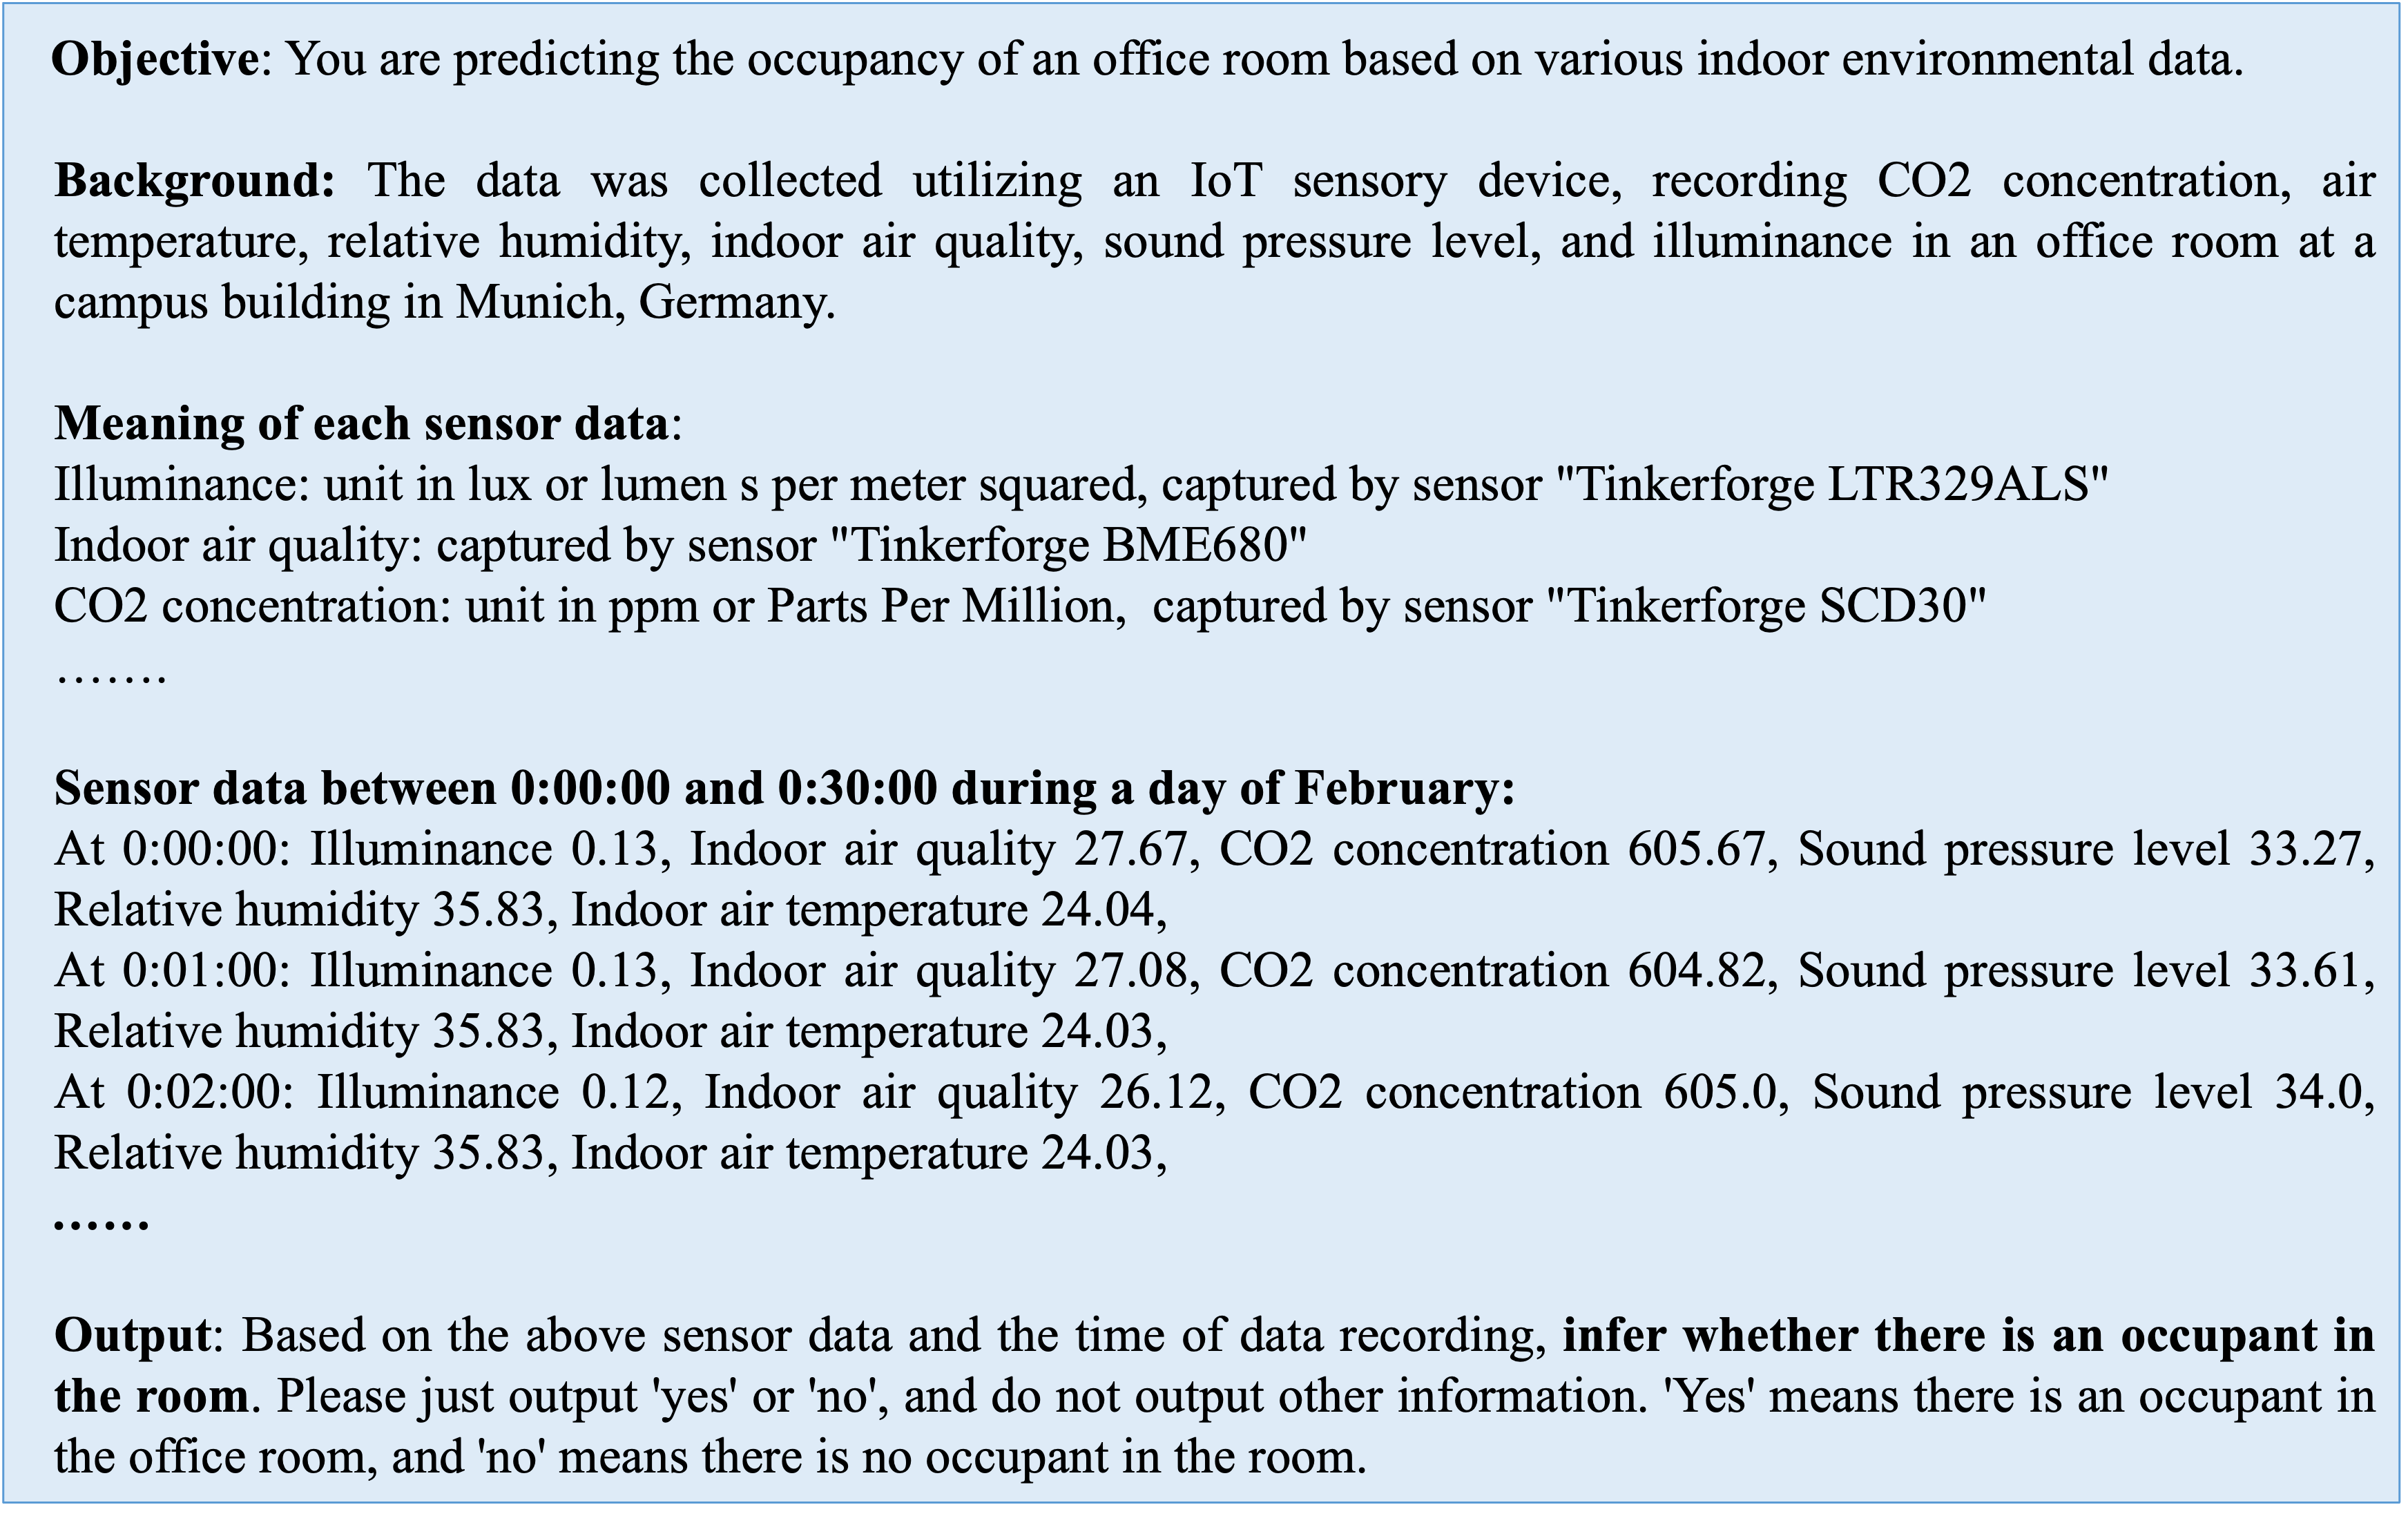 Objective: You are predicting the occupancy of an office room based on various indoor environmental data.
Background: The data was collected utilizing an IoT sensory device, recording CO2 concentration, air
temperature, relative humidity, indoor air quality, sound pressure level, and illuminance in an office room at a
campus building in Munich, Germany.
Meaning of each sensor data:
Illuminance: unit in lux or lumen s per meter squared, captured by sensor "Tinkerforge LTR329ALS"
Indoor air quality: captured by sensor "Tinkerforge BME680"
CO2 concentration: unit in ppm or Parts Per Million,  captured by sensor "Tinkerforge SCD30"
…….
Sensor data between 0:00:00 and 0:30:00 during a day of February:
At 0:00:00: Illuminance 0.13, Indoor air quality 27.67, CO2 concentration 605.67, Sound pressure level 33.27,
Relative humidity 35.83, Indoor air temperature 24.04,
At 0:01:00: Illuminance 0.13, Indoor air quality 27.08, CO2 concentration 604.82, Sound pressure level 33.61,
Relative humidity 35.83, Indoor air temperature 24.03,
At 0:02:00: Illuminance 0.12, Indoor air quality 26.12, CO2 concentration 605.0, Sound pressure level 34.0,
Relative humidity 35.83, Indoor air temperature 24.03,
……
Output: Based on the above sensor data and the time of data recording, infer whether there is an occupant in
the room. Please just output 'yes' or 'no', and do not output other information. 'Yes' means there is an occupant in
the office room, and 'no' means there is no occupant in the room.